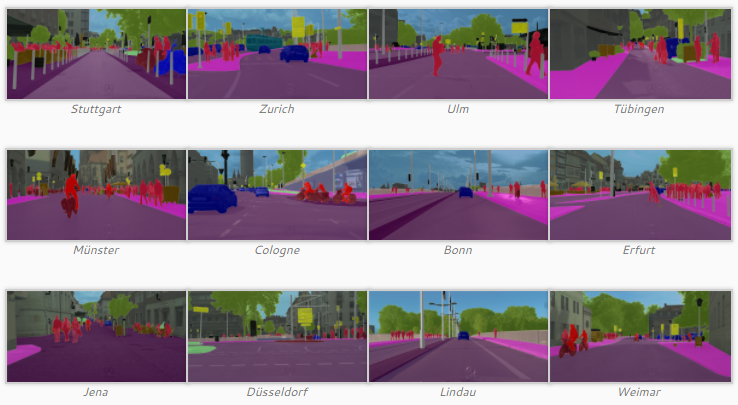 Stuttgart Zurich Ulm Tübingen
Münster Cologne Bonn Erfurt
Jena Düsseldorf Lindau Weimar